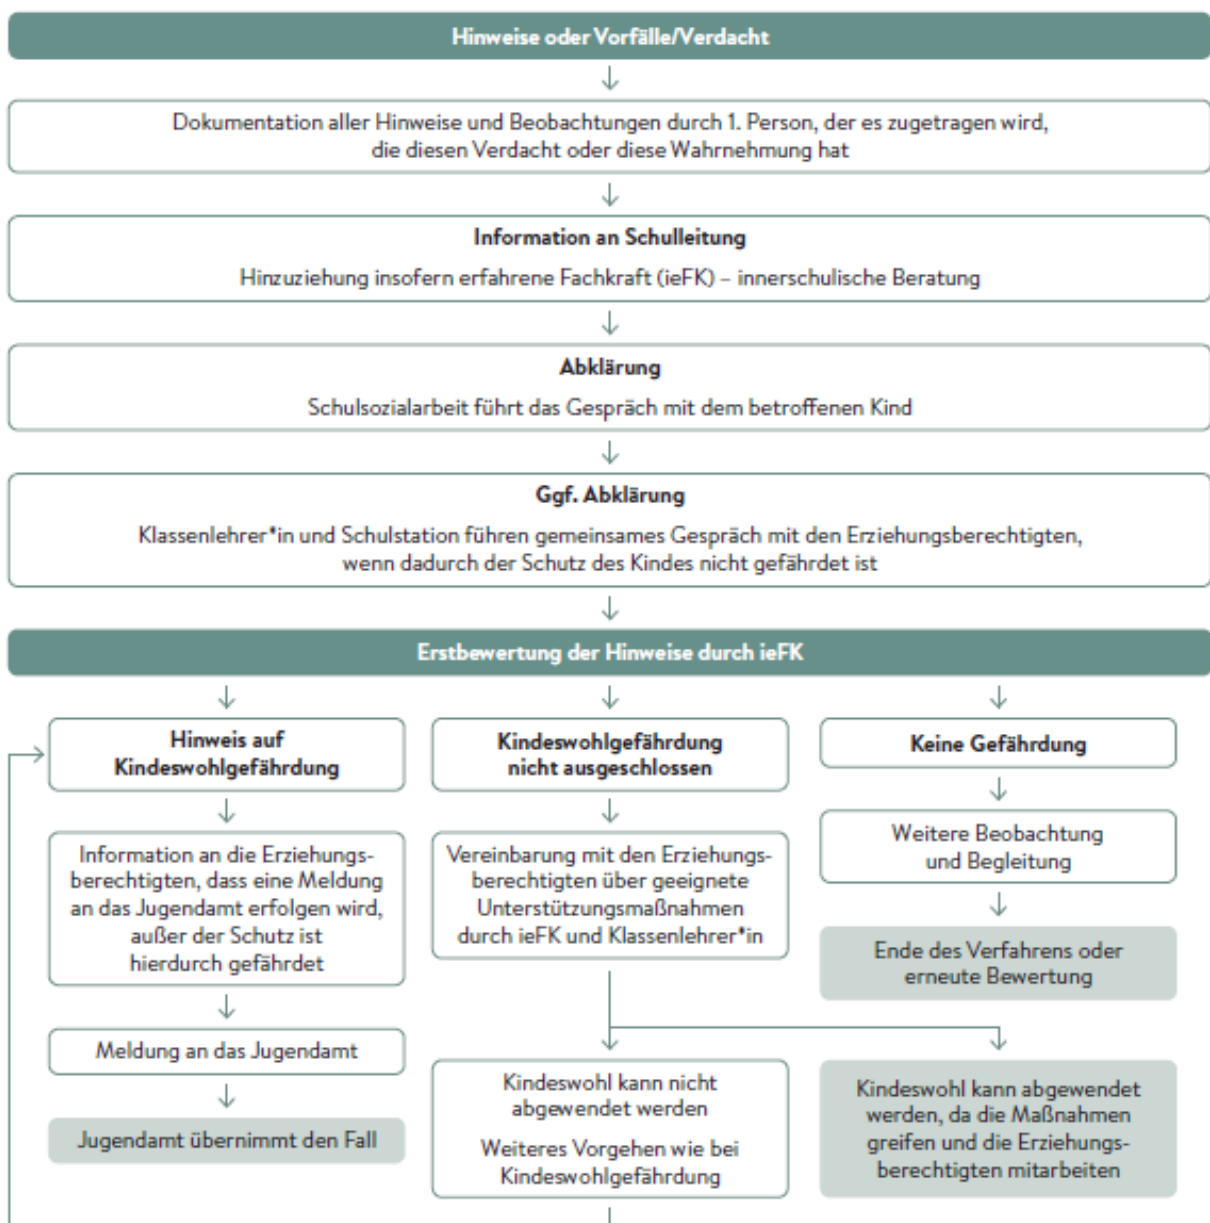 Hinweise oder Vorfälle/Verdacht
Dokumentation aller Hinweise und Beobachtungen durch 1. Person, der es zugetragen wird,
die diesen Verdacht oder diese Wahrnehmung hat
Information an Schulleitung
Hinzuziehung insofern erfahrene Fachkraft (ieFK) – innerschulische Beratung
Abklärung
Schulsozialarbeit führt das Gespräch mit dem betroffenen Kind
Ggf. Abklärung
Klassenlehrer*in und Schulstation führen gemeinsames Gespräch mit den Erziehungsberechtigten,
wenn dadurch der Schutz des Kindes nicht gefährdet ist
Erstbewertung der Hinweise durch ieFK
Hinweis auf
Kindeswohlgefährdung
Information an die Erziehungs-
berechtigten, dass eine Meldung
an das Jugendamt erfolgen wird,
außer der Schutz ist
hierdurch gefährdet
Meldung an das Jugendamt
Jugendamt übernimmt den Fall
Kindeswohlgefährdung
nicht ausgeschlossen
Vereinbarung mit den Erziehungs-
berechtigten über geeignete
Unterstützungsmaßnahmen
durch ieFK und Klassenlehrer*in
Kindeswohl kann nicht
abgewendet werden
Weiteres Vorgehen wie bei
Kindeswohlgefährdung
Keine Gefährdung
Weitere Beobachtung
und Begleitung
Ende des Verfahrens oder
erneute Bewertung
Kindeswohl kann abgewendet
werden, da die Maßnahmen
greifen und die Erziehungs-
berechtigten mitarbeiten